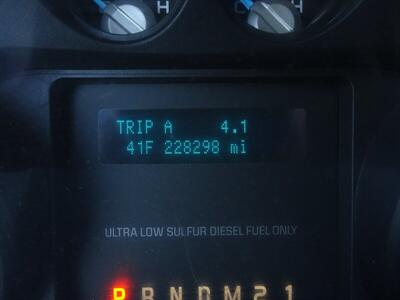 H H
TRIP A 4.1
41F 228298 mi
ULTRA LOW SULFUR DIESEL FUEL ONLY
P R N D M 2 1